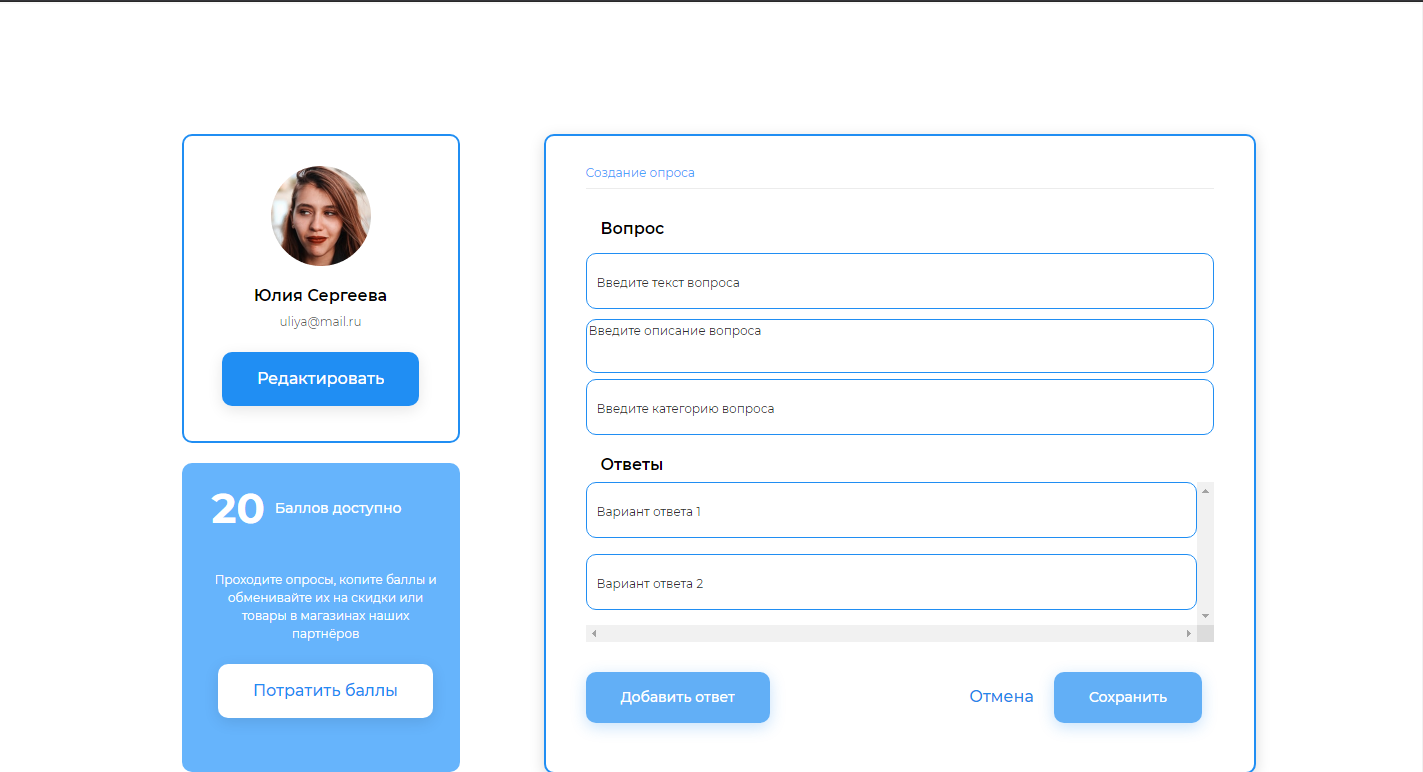 Юлия Сергеева
uliya@mail.ru
Редактировать
20 Баллов доступно
Проходите опросы, копите баллы и
обменивайте их на скидки или
товары в магазинах наших
партнёров
Потратить баллы
Создание опроса
Вопрос
Введите текст вопроса
Введите описание вопроса
Введите категорию вопроса
Ответы
Вариант ответа 1
Вариант ответа 2
Добавить ответ
Отмена
Сохранить